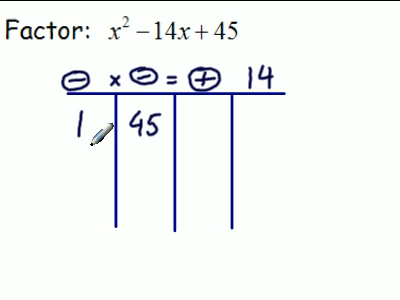 Factor: x² − 14x + 45
⊖ × ⊖ = ⊕ 14
1 45